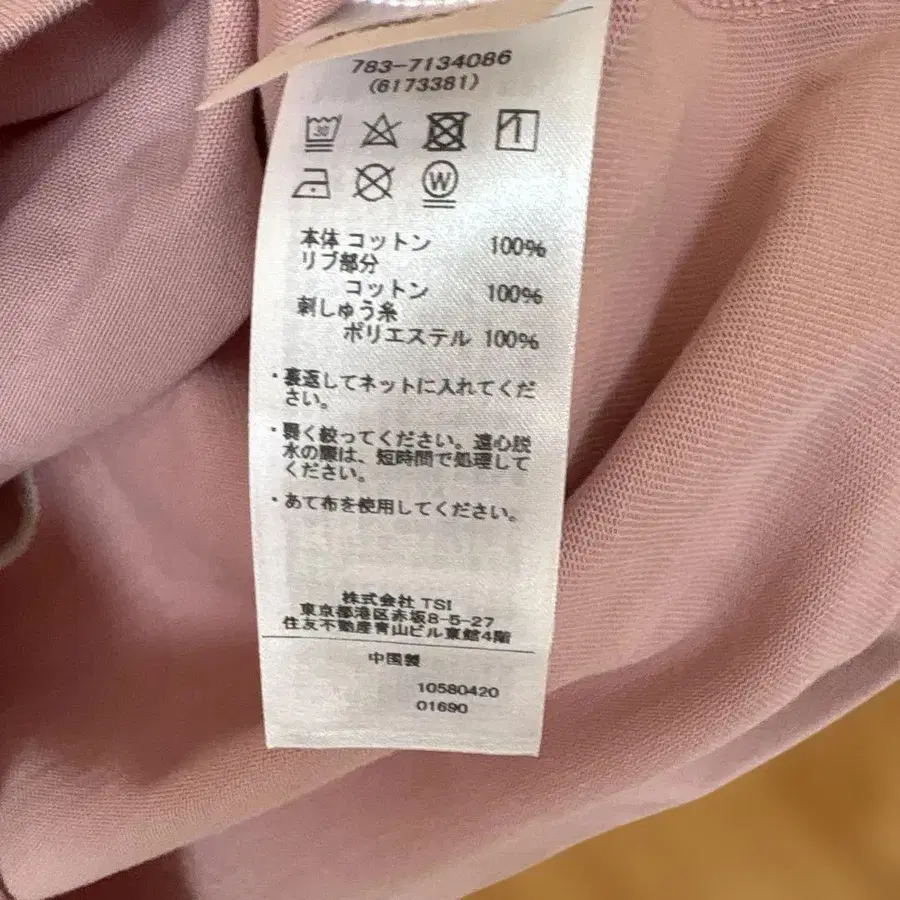 783-7134086
(6173381)
30
W
本体 コットン 100%
リブ部分
コットン 100%
刺しゅう糸
ポリエステル 100%
・裏返してネットに入れてくだ
さい。
・弱く絞ってください。遠心脱
水の際は、短時間で処理して
ください。
・あて布を使用してください。
株式会社 TSI
東京都港区赤坂8-5-27
住友不動産青山ビル東館4階
中国製
10580420
01690